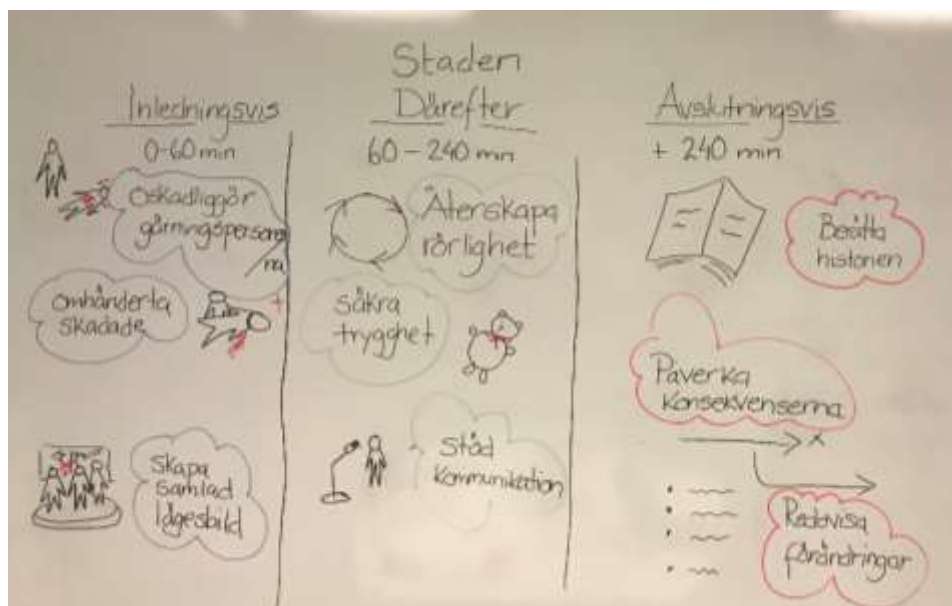 Staden
Inledningsvis
0-60 min
Oskadliggör
gärningspersoner
na
Omhänderta
skadade
Skapa
samlad
lägesbild
Därefter
60 - 240 min
Återskapa
rörlighet
säkra
trygghet
Stöd
kommunikation
Avslutningsvis
+ 240 min
Berätta
historien
Påverka
konsekvenserna
x
Redovisa
förändringar